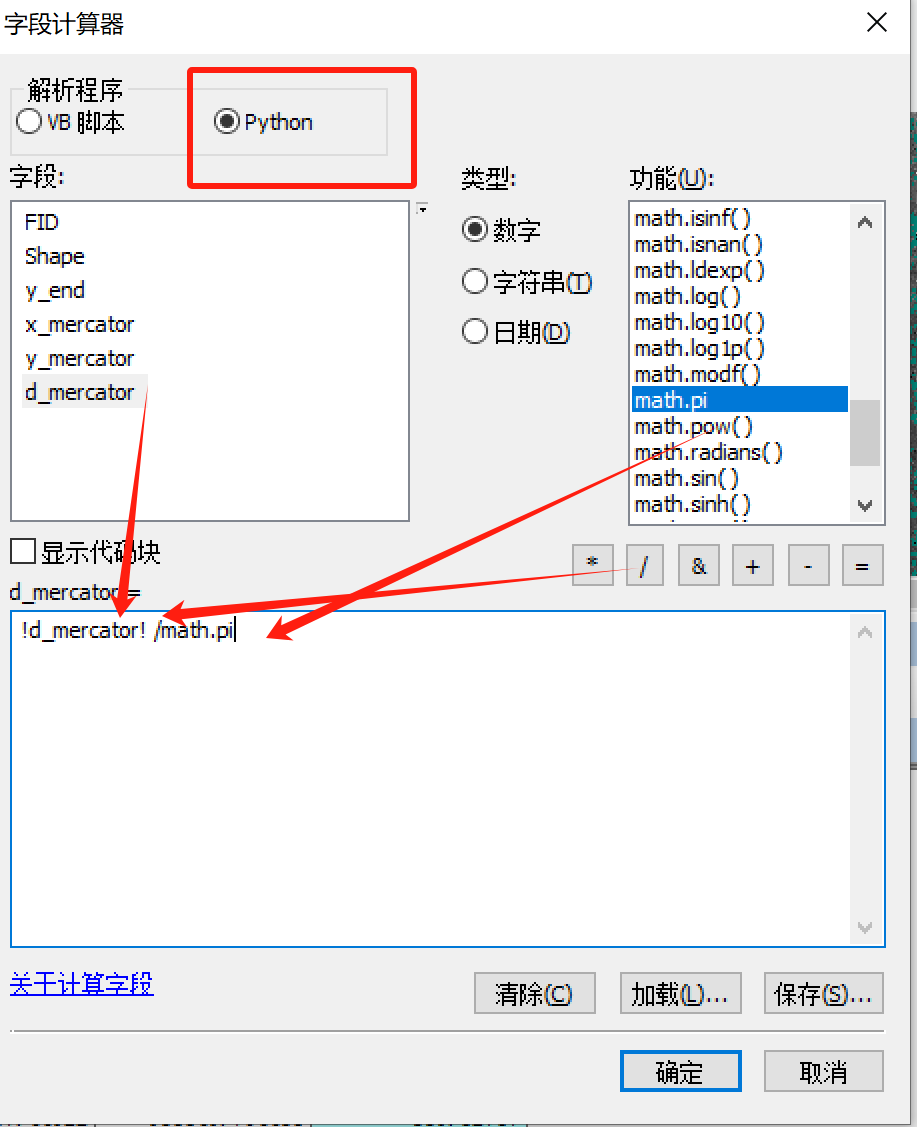 字段计算器
解析程序
VB 脚本
Python
字段:
类型:
功能(U):
FID
Shape
y_end
x_mercator
y_mercator
d_mercator
数字
字符串(T)
日期(D)
math.isinf( )
math.isnan( )
math.ldexp( )
math.log( )
math.log10( )
math.log1p( )
math.modf( )
math.pi
math.pow( )
math.radians( )
math.sin( )
math.sinh( )
显示代码块
* / & + - =
d_mercator =
!d_mercator! /math.pi
关于计算字段
清除(C)
加载(L)...
保存(S)...
确定
取消